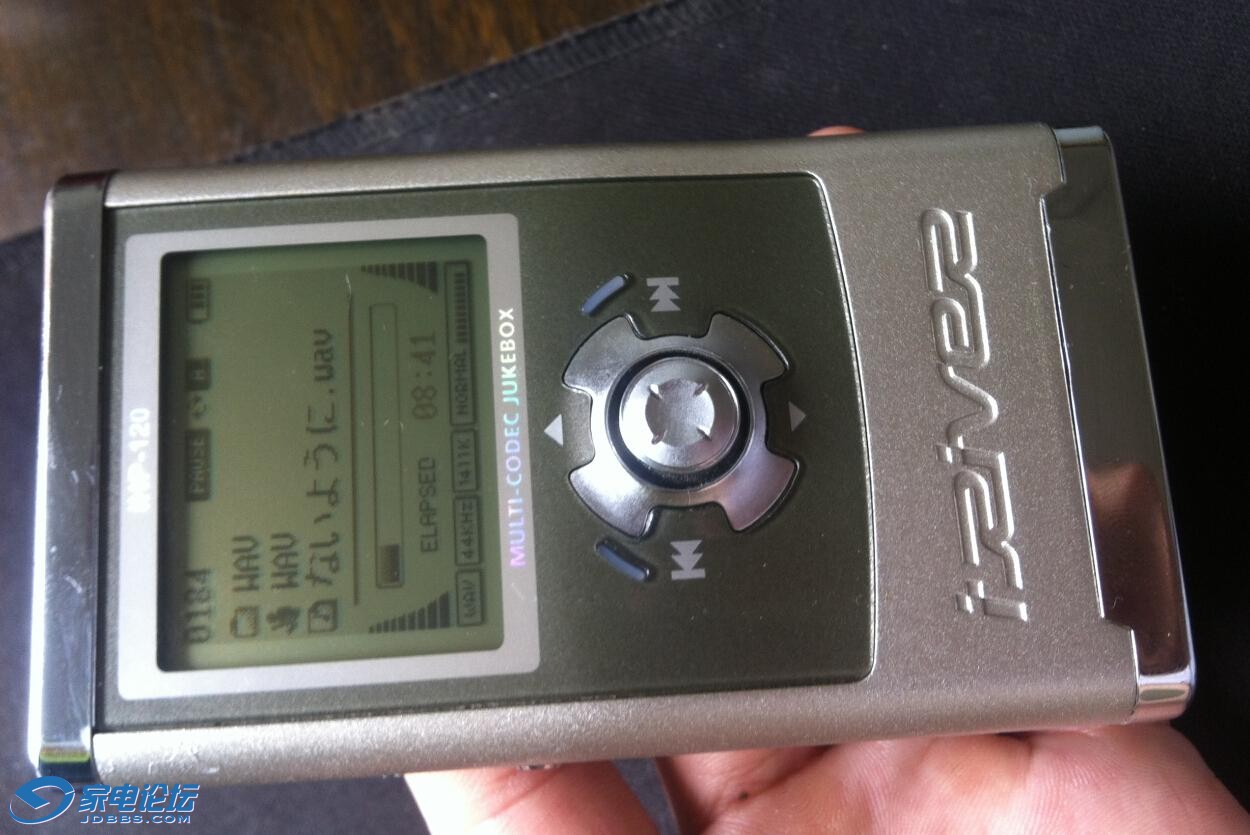 IHP-120
0184 PAUSE
WAV
WAV
ないように.wav
ELAPSED 08:41
WAV 44KHz 1411K NORMAL
MULTI-CODEC JUKEBOX
iRiver
家电论坛
JDBBS.COM